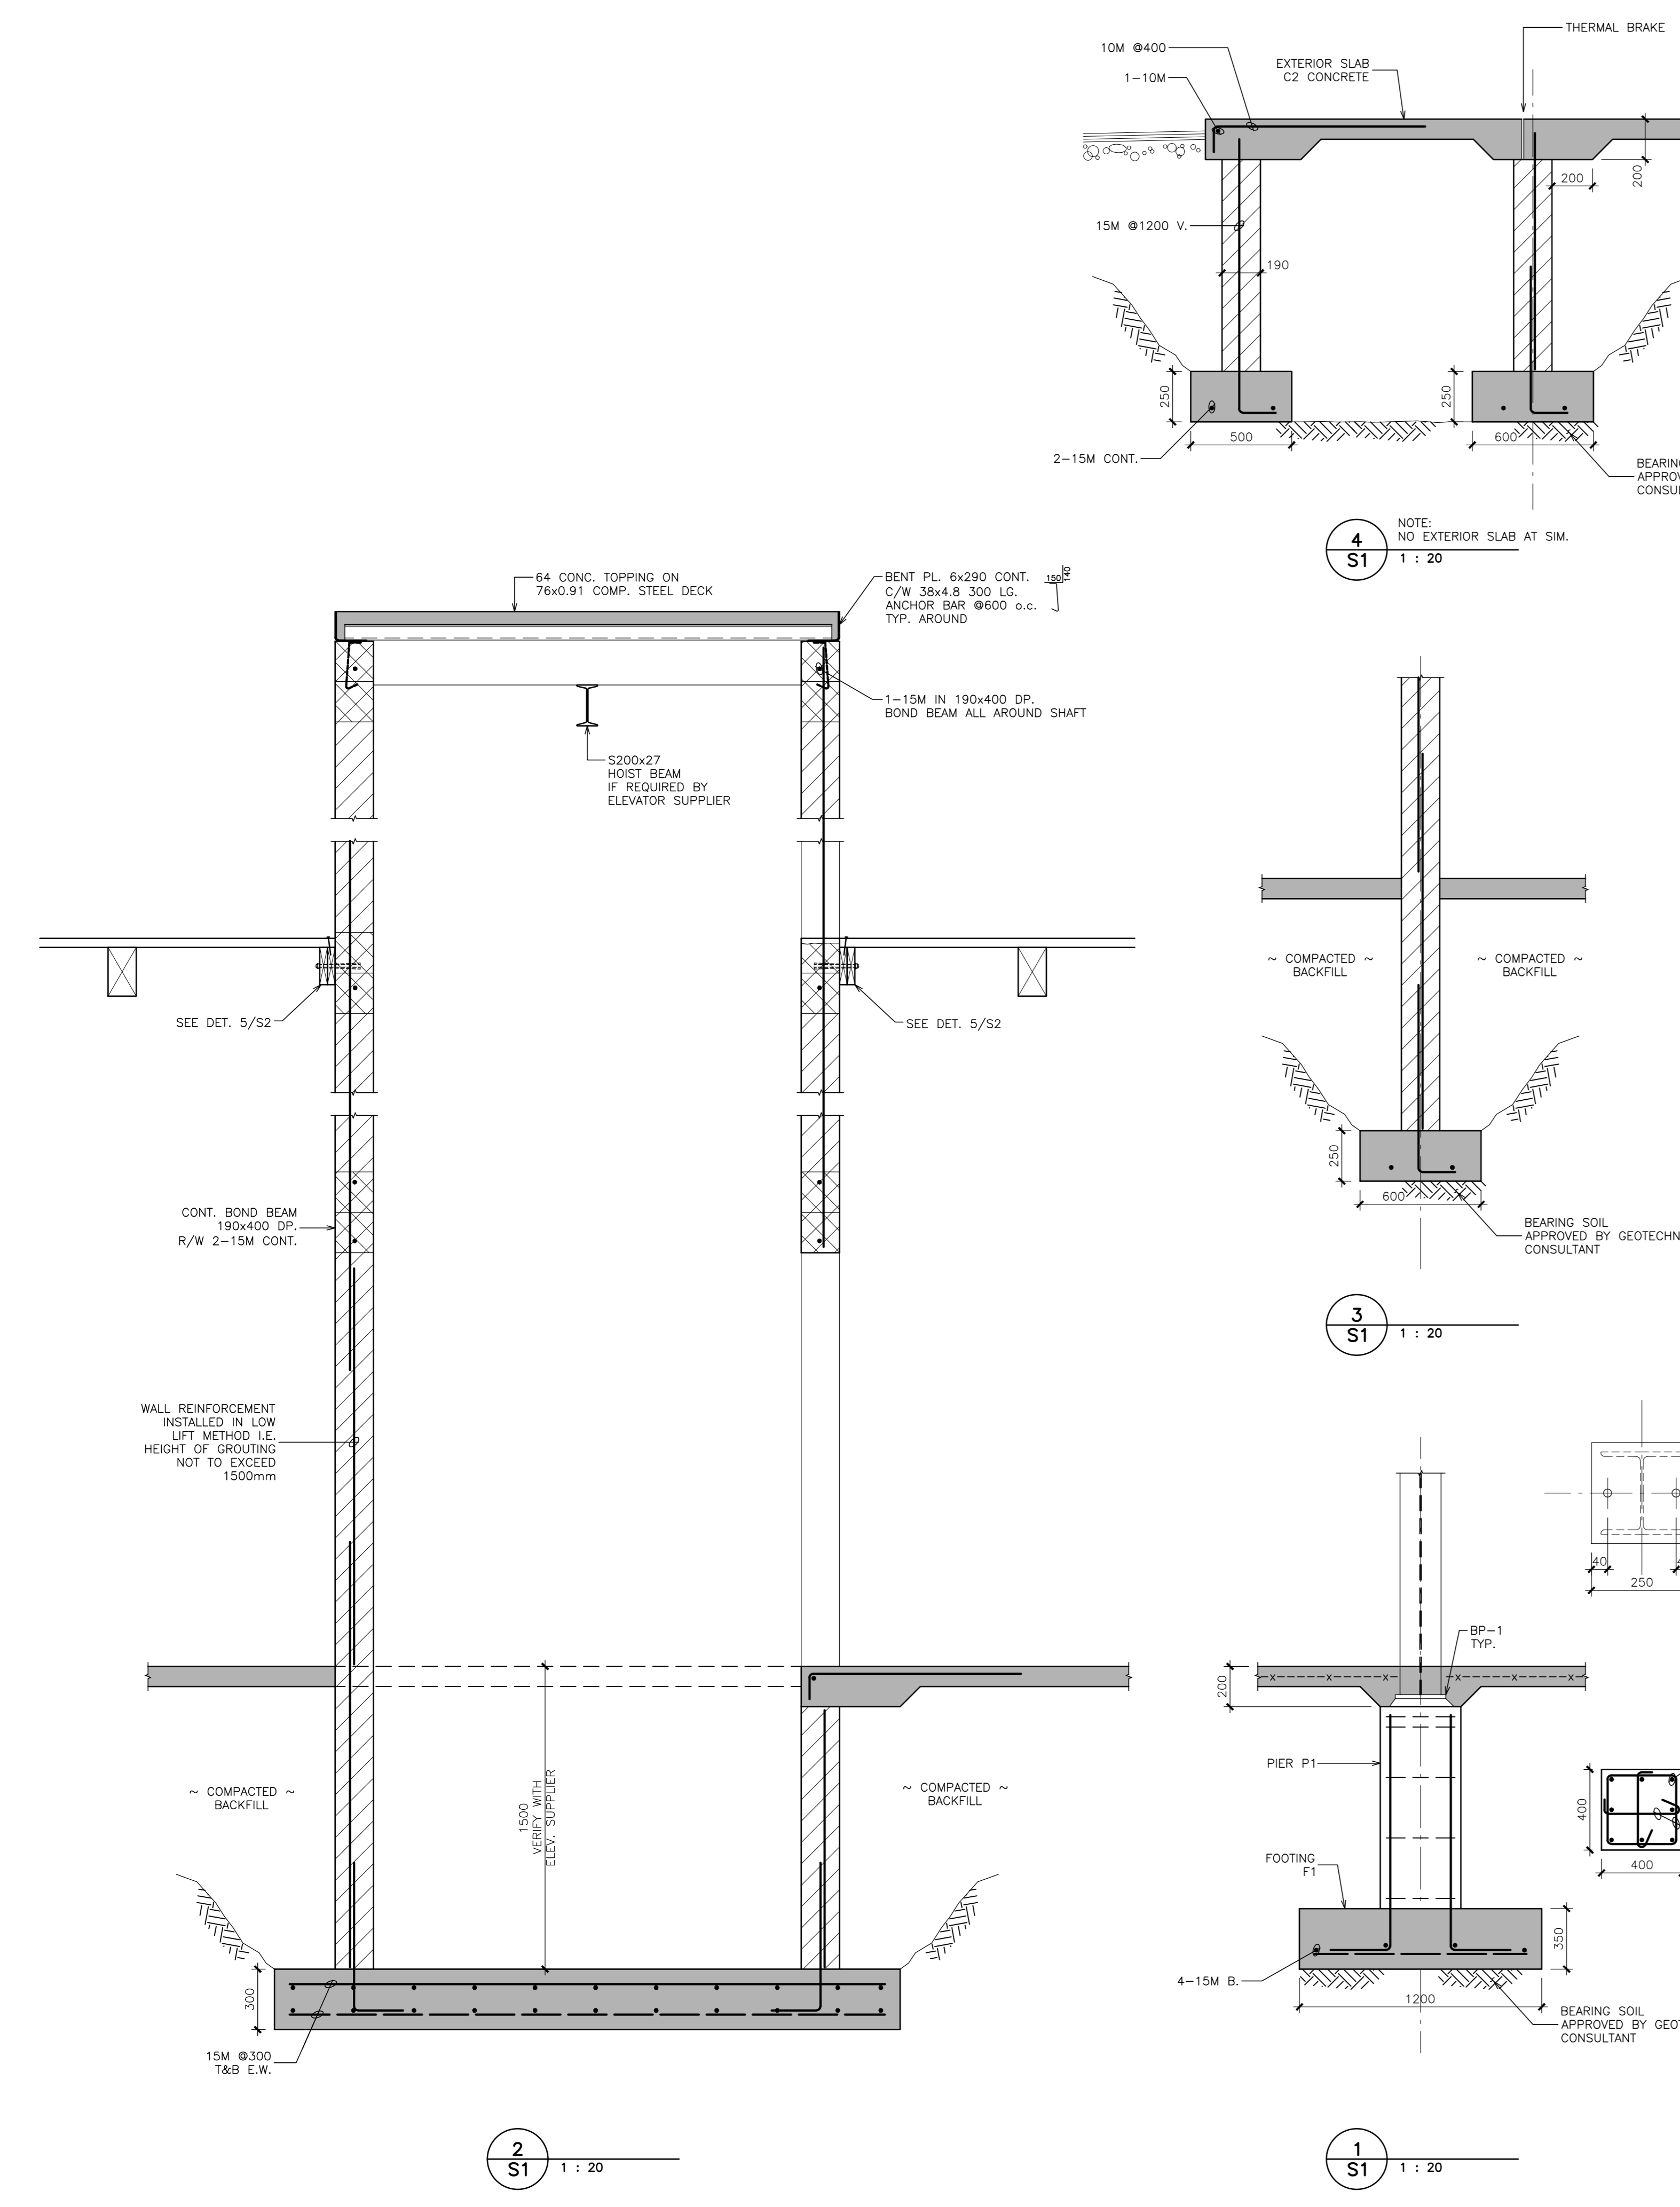 THERMAL BRAKE
10M @400
1-10M
EXTERIOR SLAB
C2 CONCRETE
200
200
15M @1200 V.
190
250
250
500
600
2-15M CONT.
4
S1
NOTE:
NO EXTERIOR SLAB AT SIM.
1 : 20
64 CONC. TOPPING ON
76x0.91 COMP. STEEL DECK
BENT PL. 6x290 CONT.
C/W 38x4.8 300 LG.
ANCHOR BAR @600 o.c.
TYP. AROUND
150
140
1-15M IN 190x400 DP.
BOND BEAM ALL AROUND SHAFT
S200x27
HOIST BEAM
IF REQUIRED BY
ELEVATOR SUPPLIER
SEE DET. 5/S2
SEE DET. 5/S2
CONT. BOND BEAM
190x400 DP.
R/W 2-15M CONT.
WALL REINFORCEMENT
INSTALLED IN LOW
LIFT METHOD I.E.
HEIGHT OF GROUTING
NOT TO EXCEED
1500mm
~ COMPACTED ~
BACKFILL
1500
VERIFY WITH
ELEV. SUPPLIER
~ COMPACTED ~
BACKFILL
300
15M @300
T&B E.W.
2
S1
1 : 20
~ COMPACTED ~
BACKFILL
~ COMPACTED ~
BACKFILL
250
600
BEARING SOIL
APPROVED BY GEOTECHN
CONSULTANT
3
S1
1 : 20
40
250
BP-1
TYP.
200
PIER P1
FOOTING
F1
400
400
350
4-15M B.
1200
BEARING SOIL
APPROVED BY GEO
CONSULTANT
1
S1
1 : 20